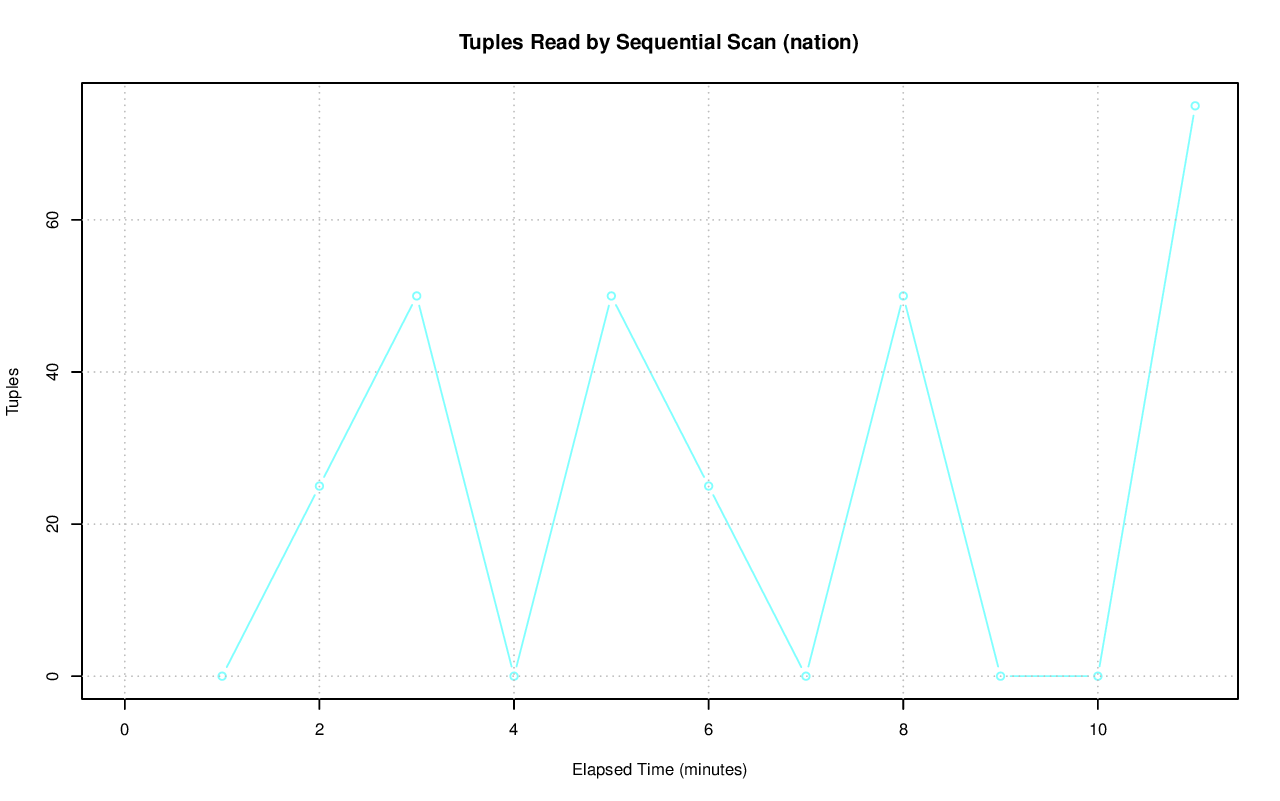 Tuples Read by Sequential Scan (nation)
Tuples
60
40
20
0
0 2 4 6 8 10
Elapsed Time (minutes)